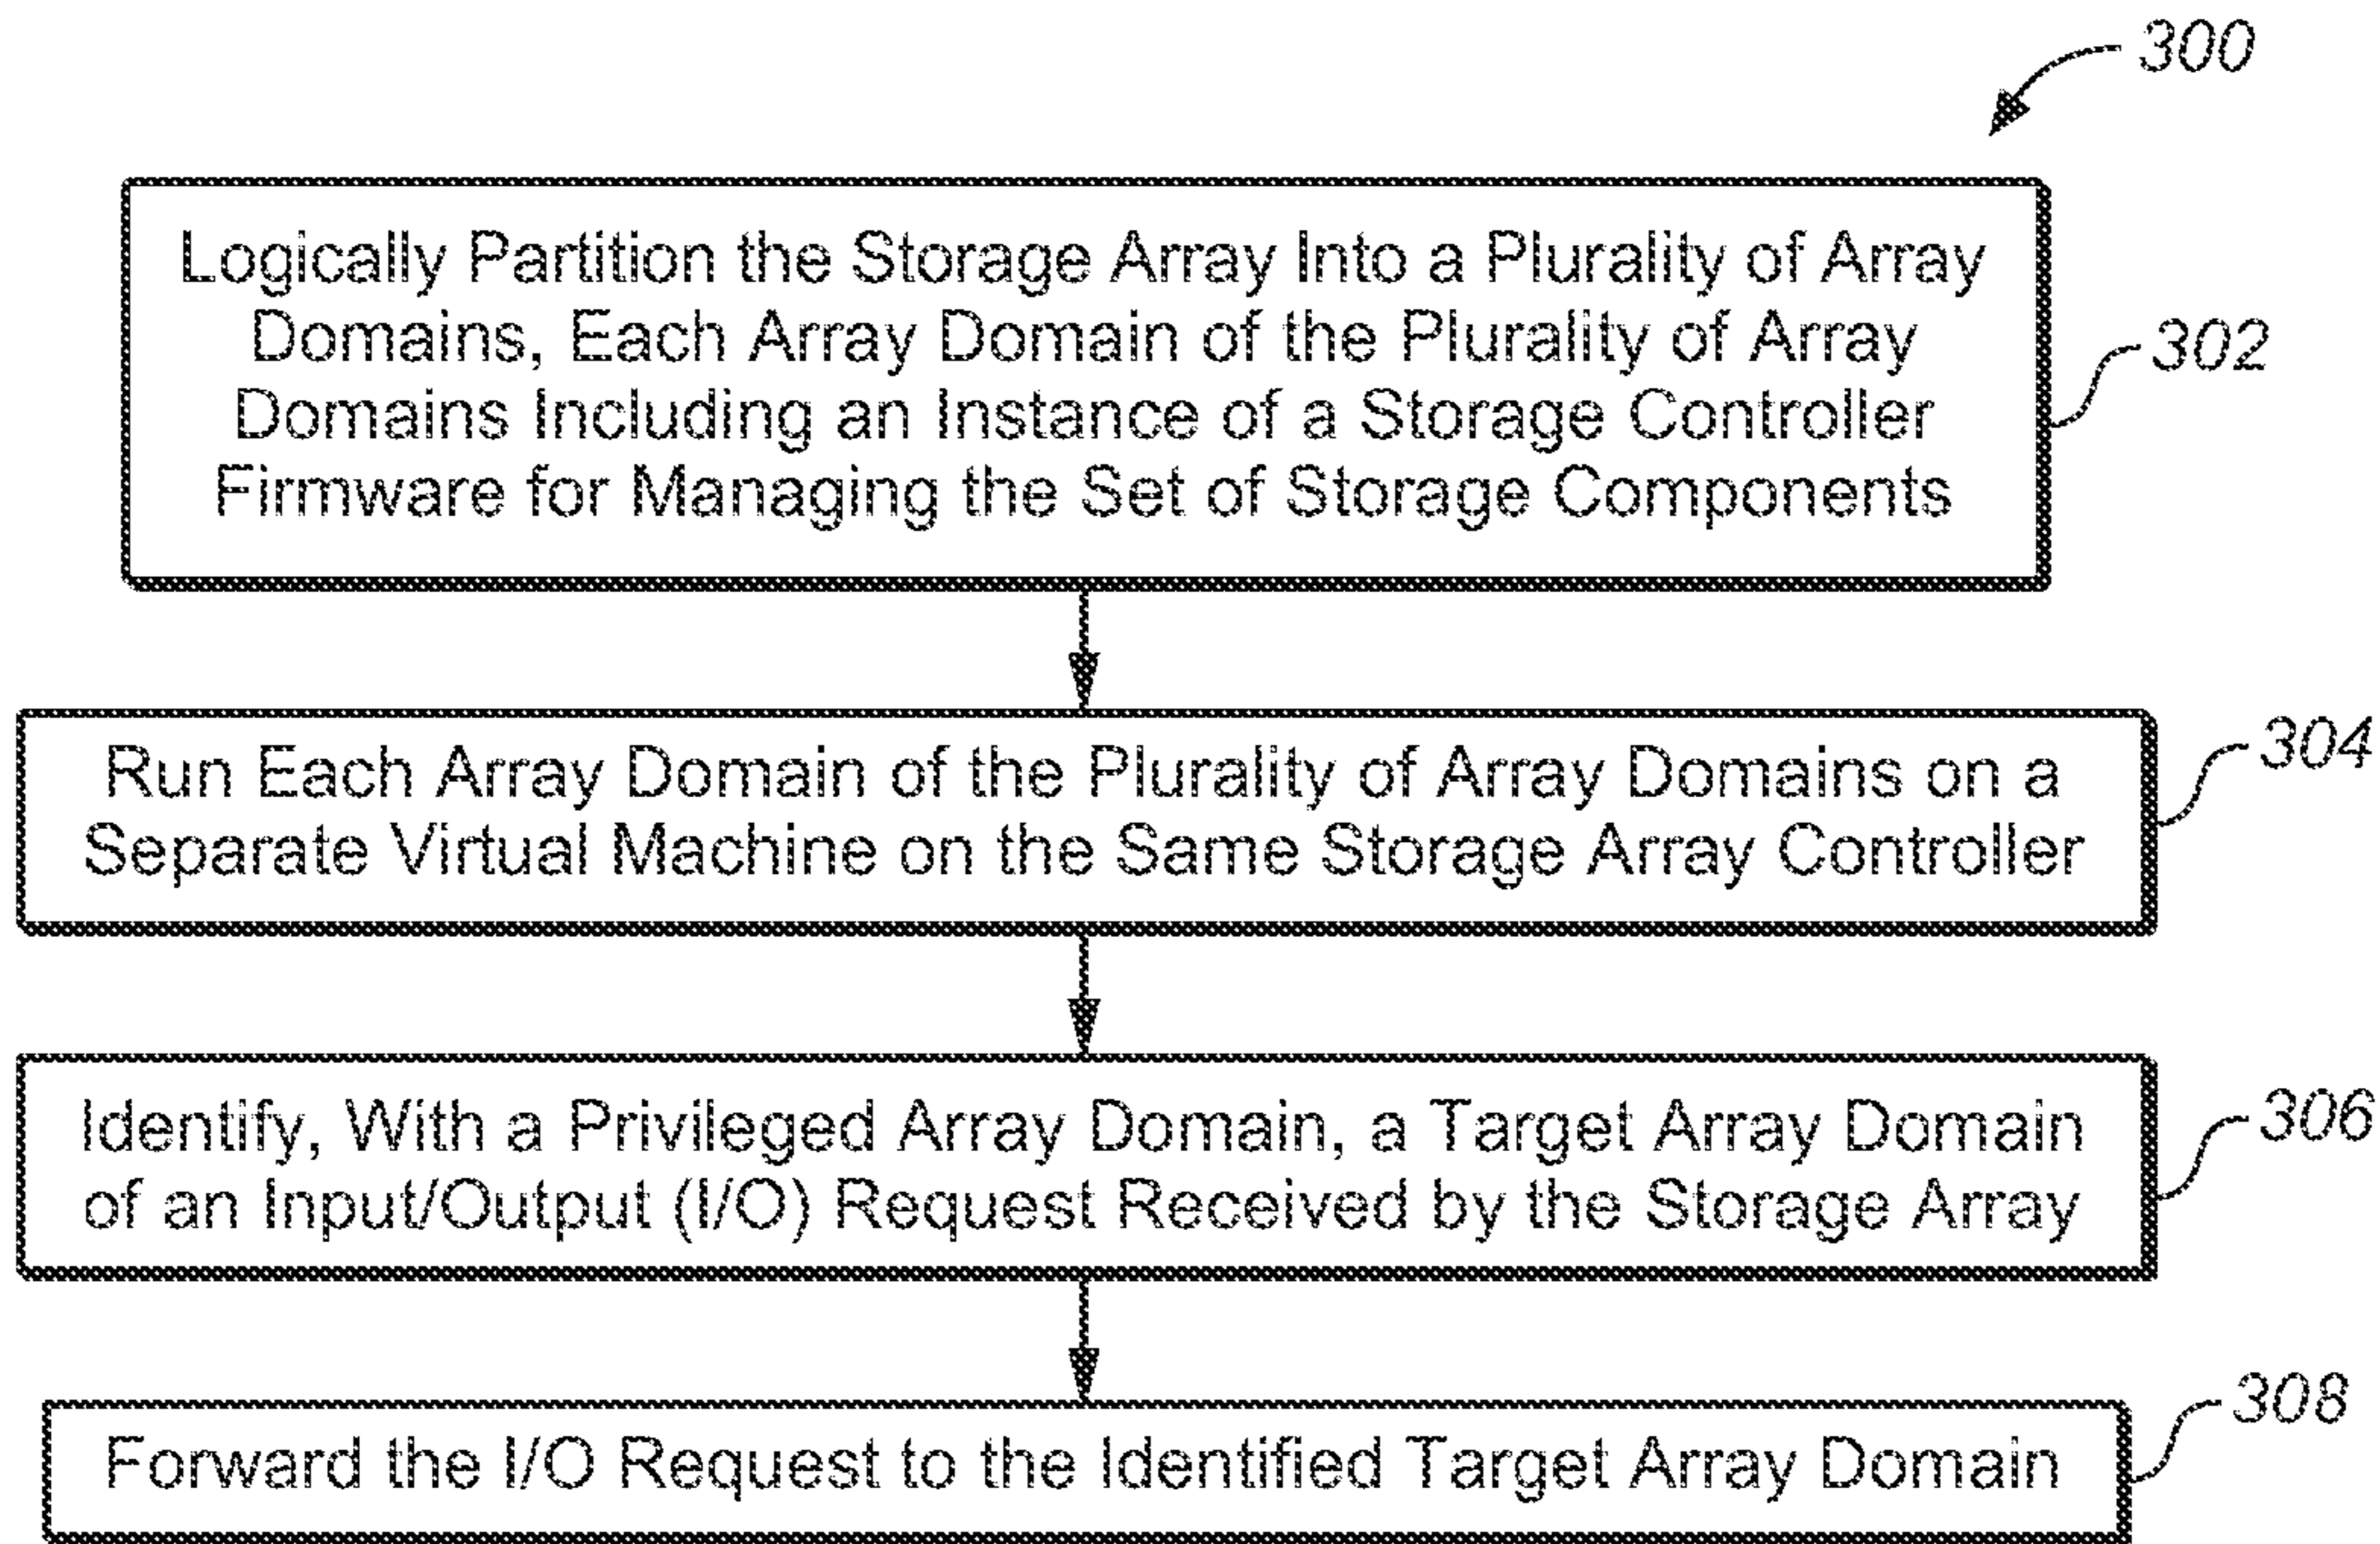 300
Logically Partition the Storage Array Into a Plurality of Array
Domains, Each Array Domain of the Plurality of Array
Domains Including an Instance of a Storage Controller
Firmware for Managing the Set of Storage Components
302
Run Each Array Domain of the Plurality of Array Domains on a
Separate Virtual Machine on the Same Storage Array Controller
304
Identify, With a Privileged Array Domain, a Target Array Domain
of an Input/Output (I/O) Request Received by the Storage Array
306
Forward the I/O Request to the Identified Target Array Domain
308